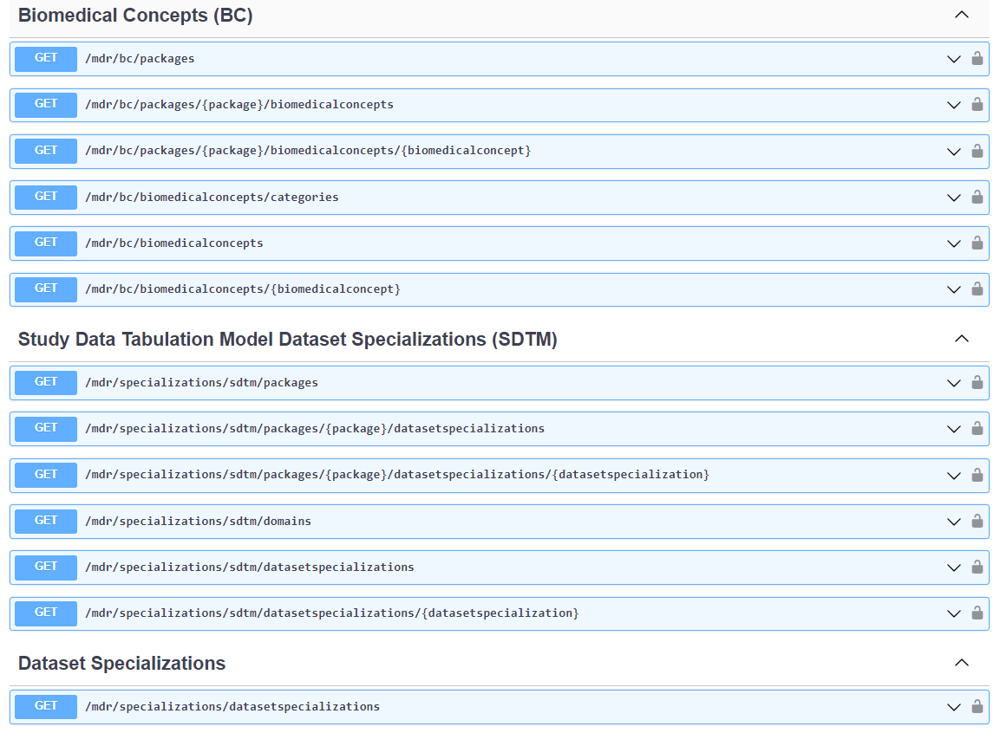 Biomedical Concepts (BC)
GET /mdr/bc/packages
GET /mdr/bc/packages/{package}/biomedicalconcepts
GET /mdr/bc/packages/{package}/biomedicalconcepts/{biomedicalconcept}
GET /mdr/bc/biomedicalconcepts/categories
GET /mdr/bc/biomedicalconcepts
GET /mdr/bc/biomedicalconcepts/{biomedicalconcept}
Study Data Tabulation Model Dataset Specializations (SDTM)
GET /mdr/specializations/sdtm/packages
GET /mdr/specializations/sdtm/packages/{package}/datasetspecializations
GET /mdr/specializations/sdtm/packages/{package}/datasetspecializations/{datasetspecialization}
GET /mdr/specializations/sdtm/domains
GET /mdr/specializations/sdtm/datasetspecializations
GET /mdr/specializations/sdtm/datasetspecializations/{datasetspecialization}
Dataset Specializations
GET /mdr/specializations/datasetspecializations